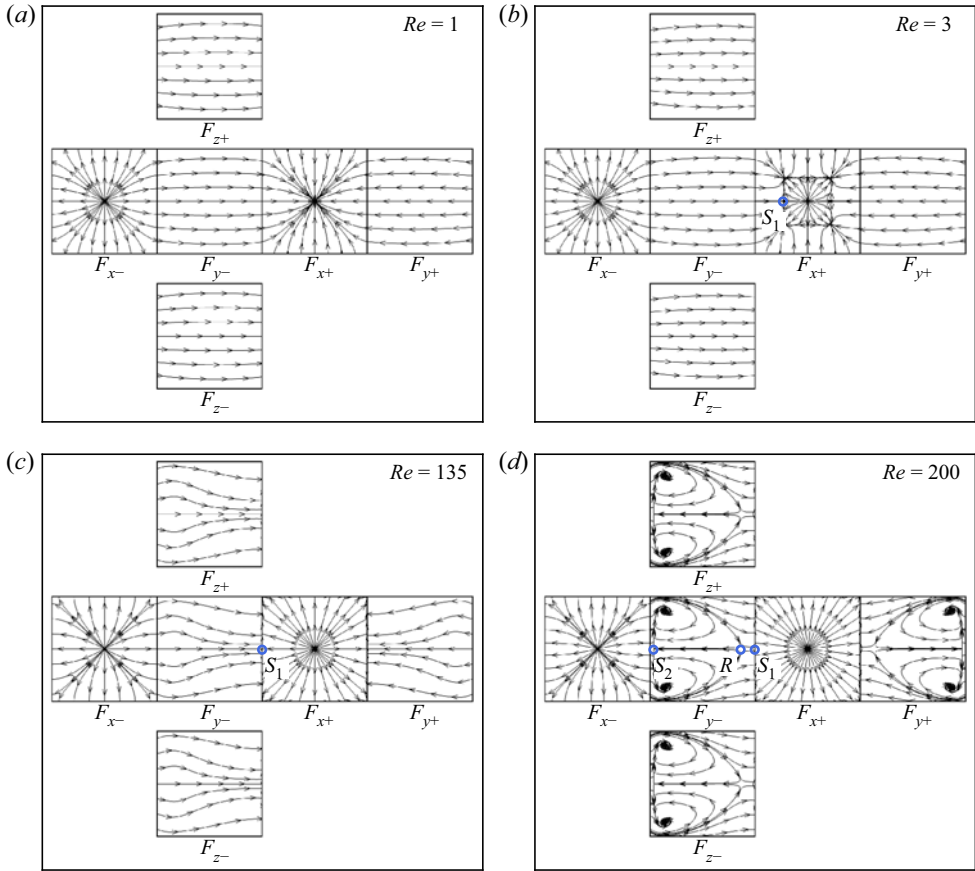 (a) Re = 1
F_{z+}
F_{x−} F_{y−} F_{x+} F_{y+}
F_{z−}
(b) Re = 3
F_{z+}
S_1
F_{x−} F_{y−} F_{x+} F_{y+}
F_{z−}
(c) Re = 135
F_{z+}
S_1
F_{x−} F_{y−} F_{x+} F_{y+}
F_{z−}
(d) Re = 200
F_{z+}
S_2 R S_1
F_{x−} F_{y−} F_{x+} F_{y+}
F_{z−}